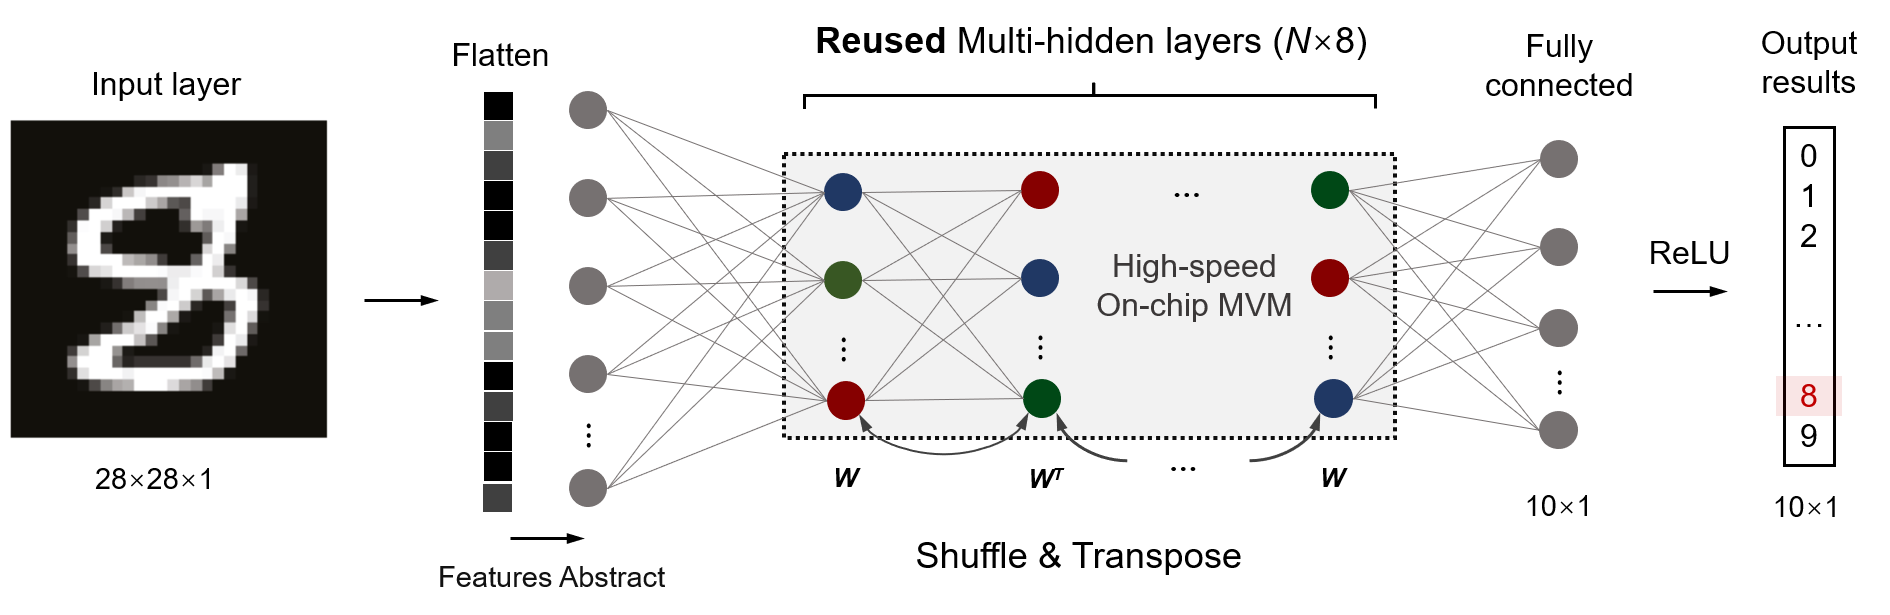 Input layer
28×28×1
Flatten
Features Abstract
Reused Multi-hidden layers (N×8)
...
High-speed
On-chip MVM
W
Wᵀ
...
W
Shuffle & Transpose
Fully
connected
10×1
ReLU
Output
results
0
1
2
...
8
9
10×1